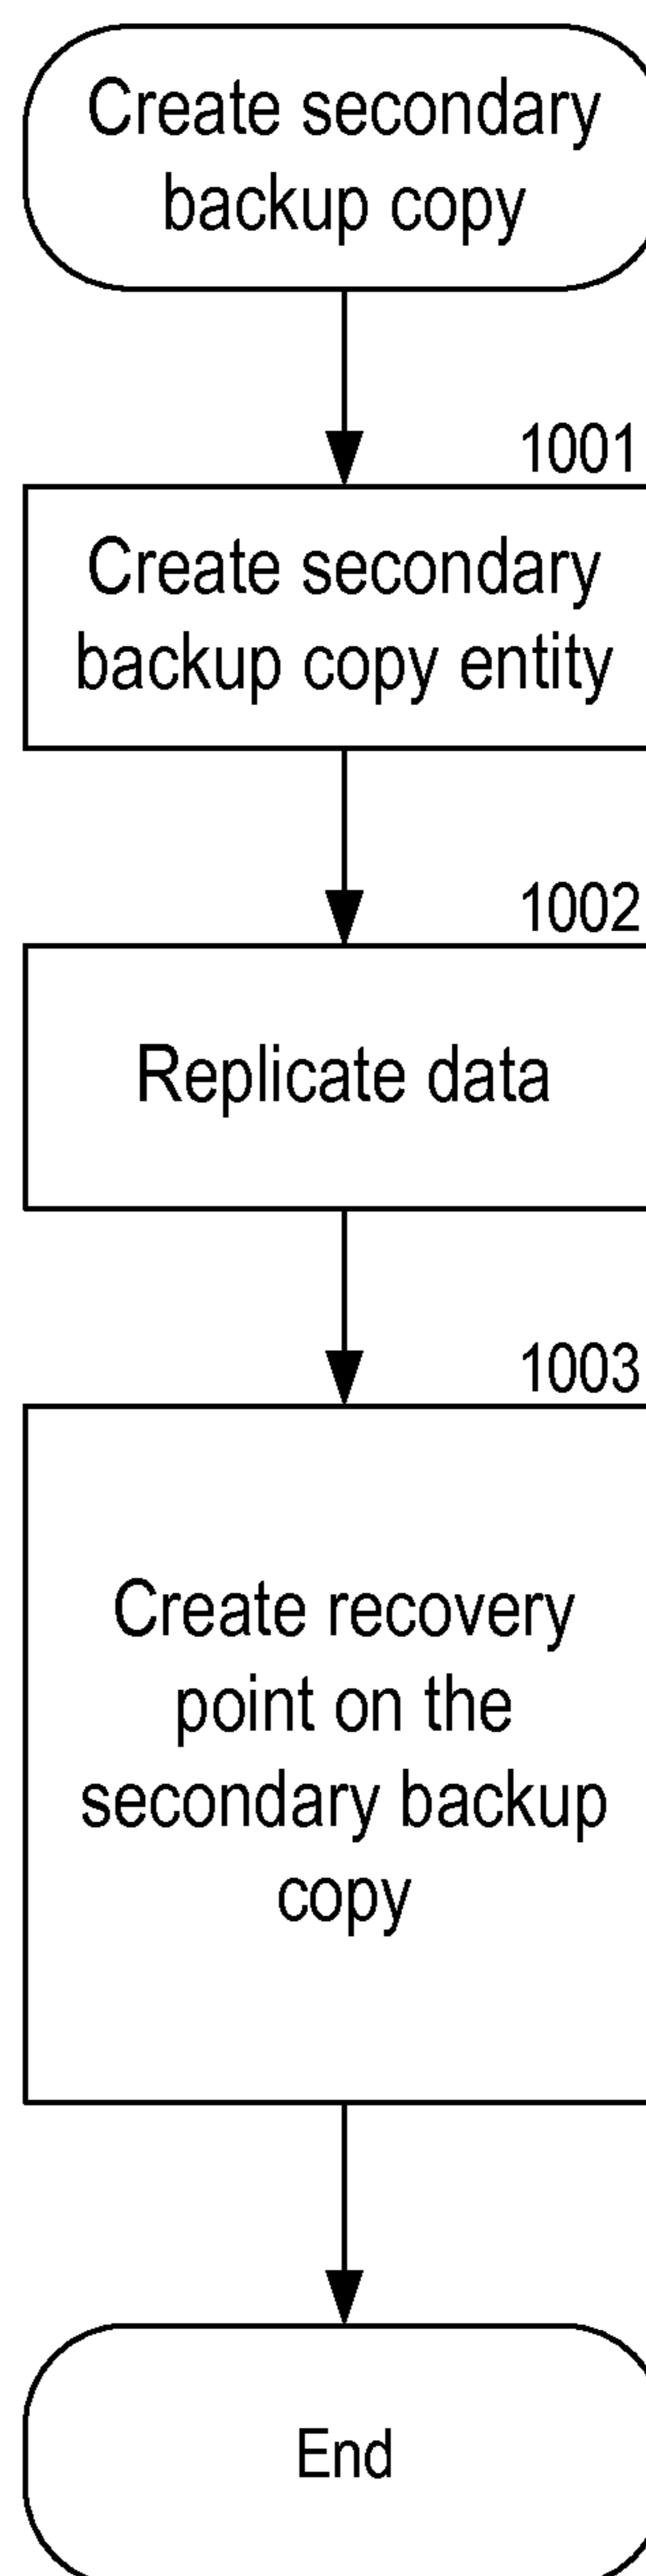 Create secondary
backup copy
1001
Create secondary
backup copy entity
1002
Replicate data
1003
Create recovery
point on the
secondary backup
copy
End